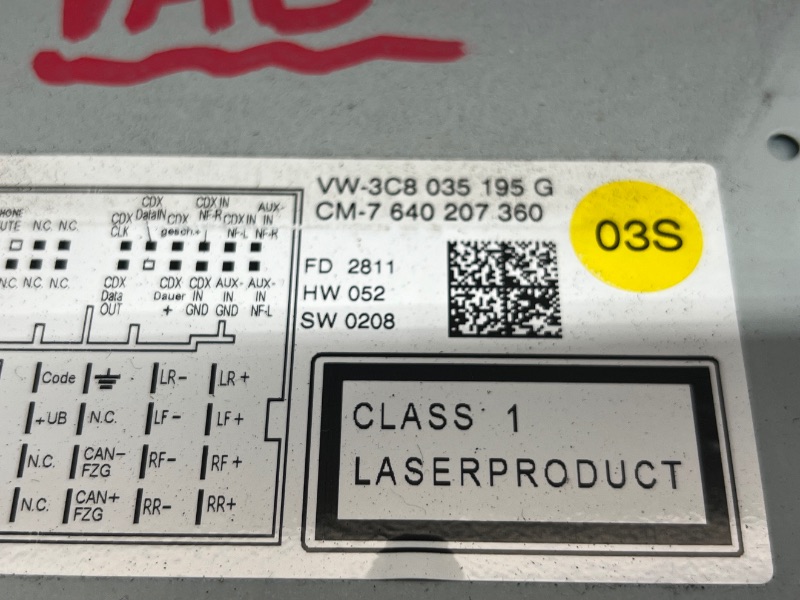 VW-3C8 035 195 G
CM-7 640 207 360
03S
FD 2811
HW 052
SW 0208
CLASS 1
LASERPRODUCT
CDX CLK
CDX DataIN
CDX gesch.+
CDX IN NF-R
CDX IN NF-L
AUX-IN NF-R
N.C. N.C.
N.C. N.C. N.C.
CDX Data OUT
CDX Dauer +
CDX IN GND
AUX-IN GND
AUX-IN NF-L
Code LR- LR+
+UB N.C. LF- LF+
N.C. CAN- FZG RF- RF+
N.C. CAN+ FZG RR- RR+